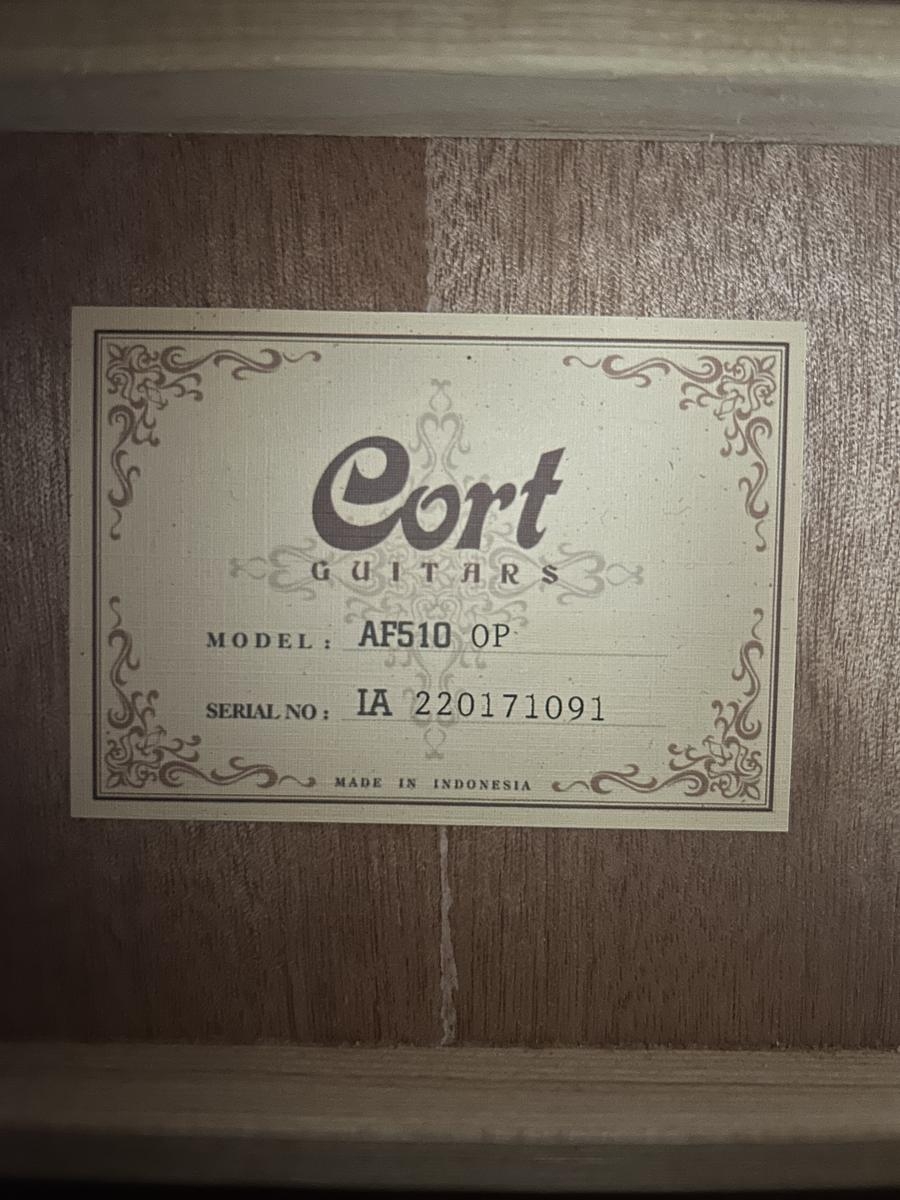 Cort
GUITARS
MODEL: AF510 OP
SERIAL NO: IA 220171091
MADE IN INDONESIA